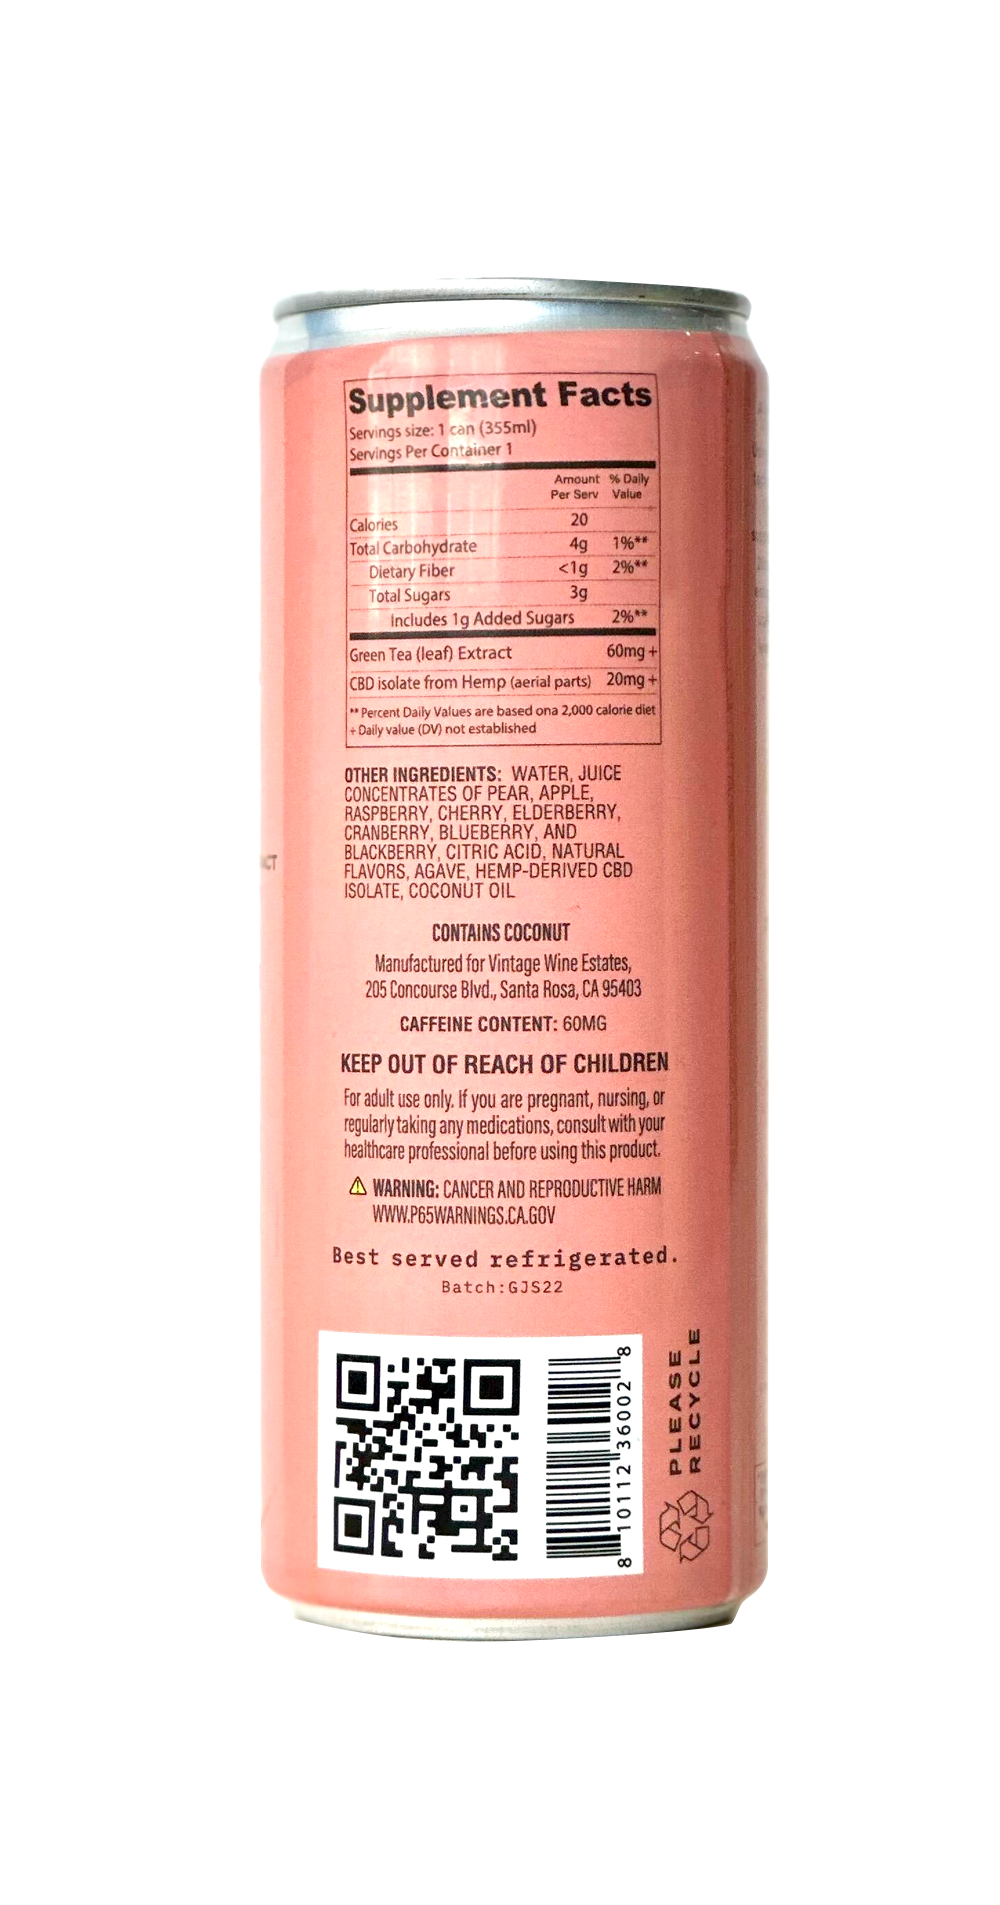 Supplement Facts
Servings size: 1 can (355ml)
Servings Per Container 1
Amount Per Serv % Daily Value
Calories 20
Total Carbohydrate 4g 1%**
Dietary Fiber <1g 2%**
Total Sugars 3g
Includes 1g Added Sugars 2%**
Green Tea (leaf) Extract 60mg +
CBD isolate from Hemp (aerial parts) 20mg +
** Percent Daily Values are based ona 2,000 calorie diet
+ Daily value (DV) not established
OTHER INGREDIENTS: WATER, JUICE
CONCENTRATES OF PEAR, APPLE,
RASPBERRY, CHERRY, ELDERBERRY,
CRANBERRY, BLUEBERRY, AND
BLACKBERRY, CITRIC ACID, NATURAL
FLAVORS, AGAVE, HEMP-DERIVED CBD
ISOLATE, COCONUT OIL
CONTAINS COCONUT
Manufactured for Vintage Wine Estates,
205 Concourse Blvd., Santa Rosa, CA 95403
CAFFEINE CONTENT: 60MG
KEEP OUT OF REACH OF CHILDREN
For adult use only. If you are pregnant, nursing, or
regularly taking any medications, consult with your
healthcare professional before using this product.
WARNING: CANCER AND REPRODUCTIVE HARM
WWW.P65WARNINGS.CA.GOV
Best served refrigerated.
Batch:GJS22
8 10112 36002 8
PLEASE
RECYCLE